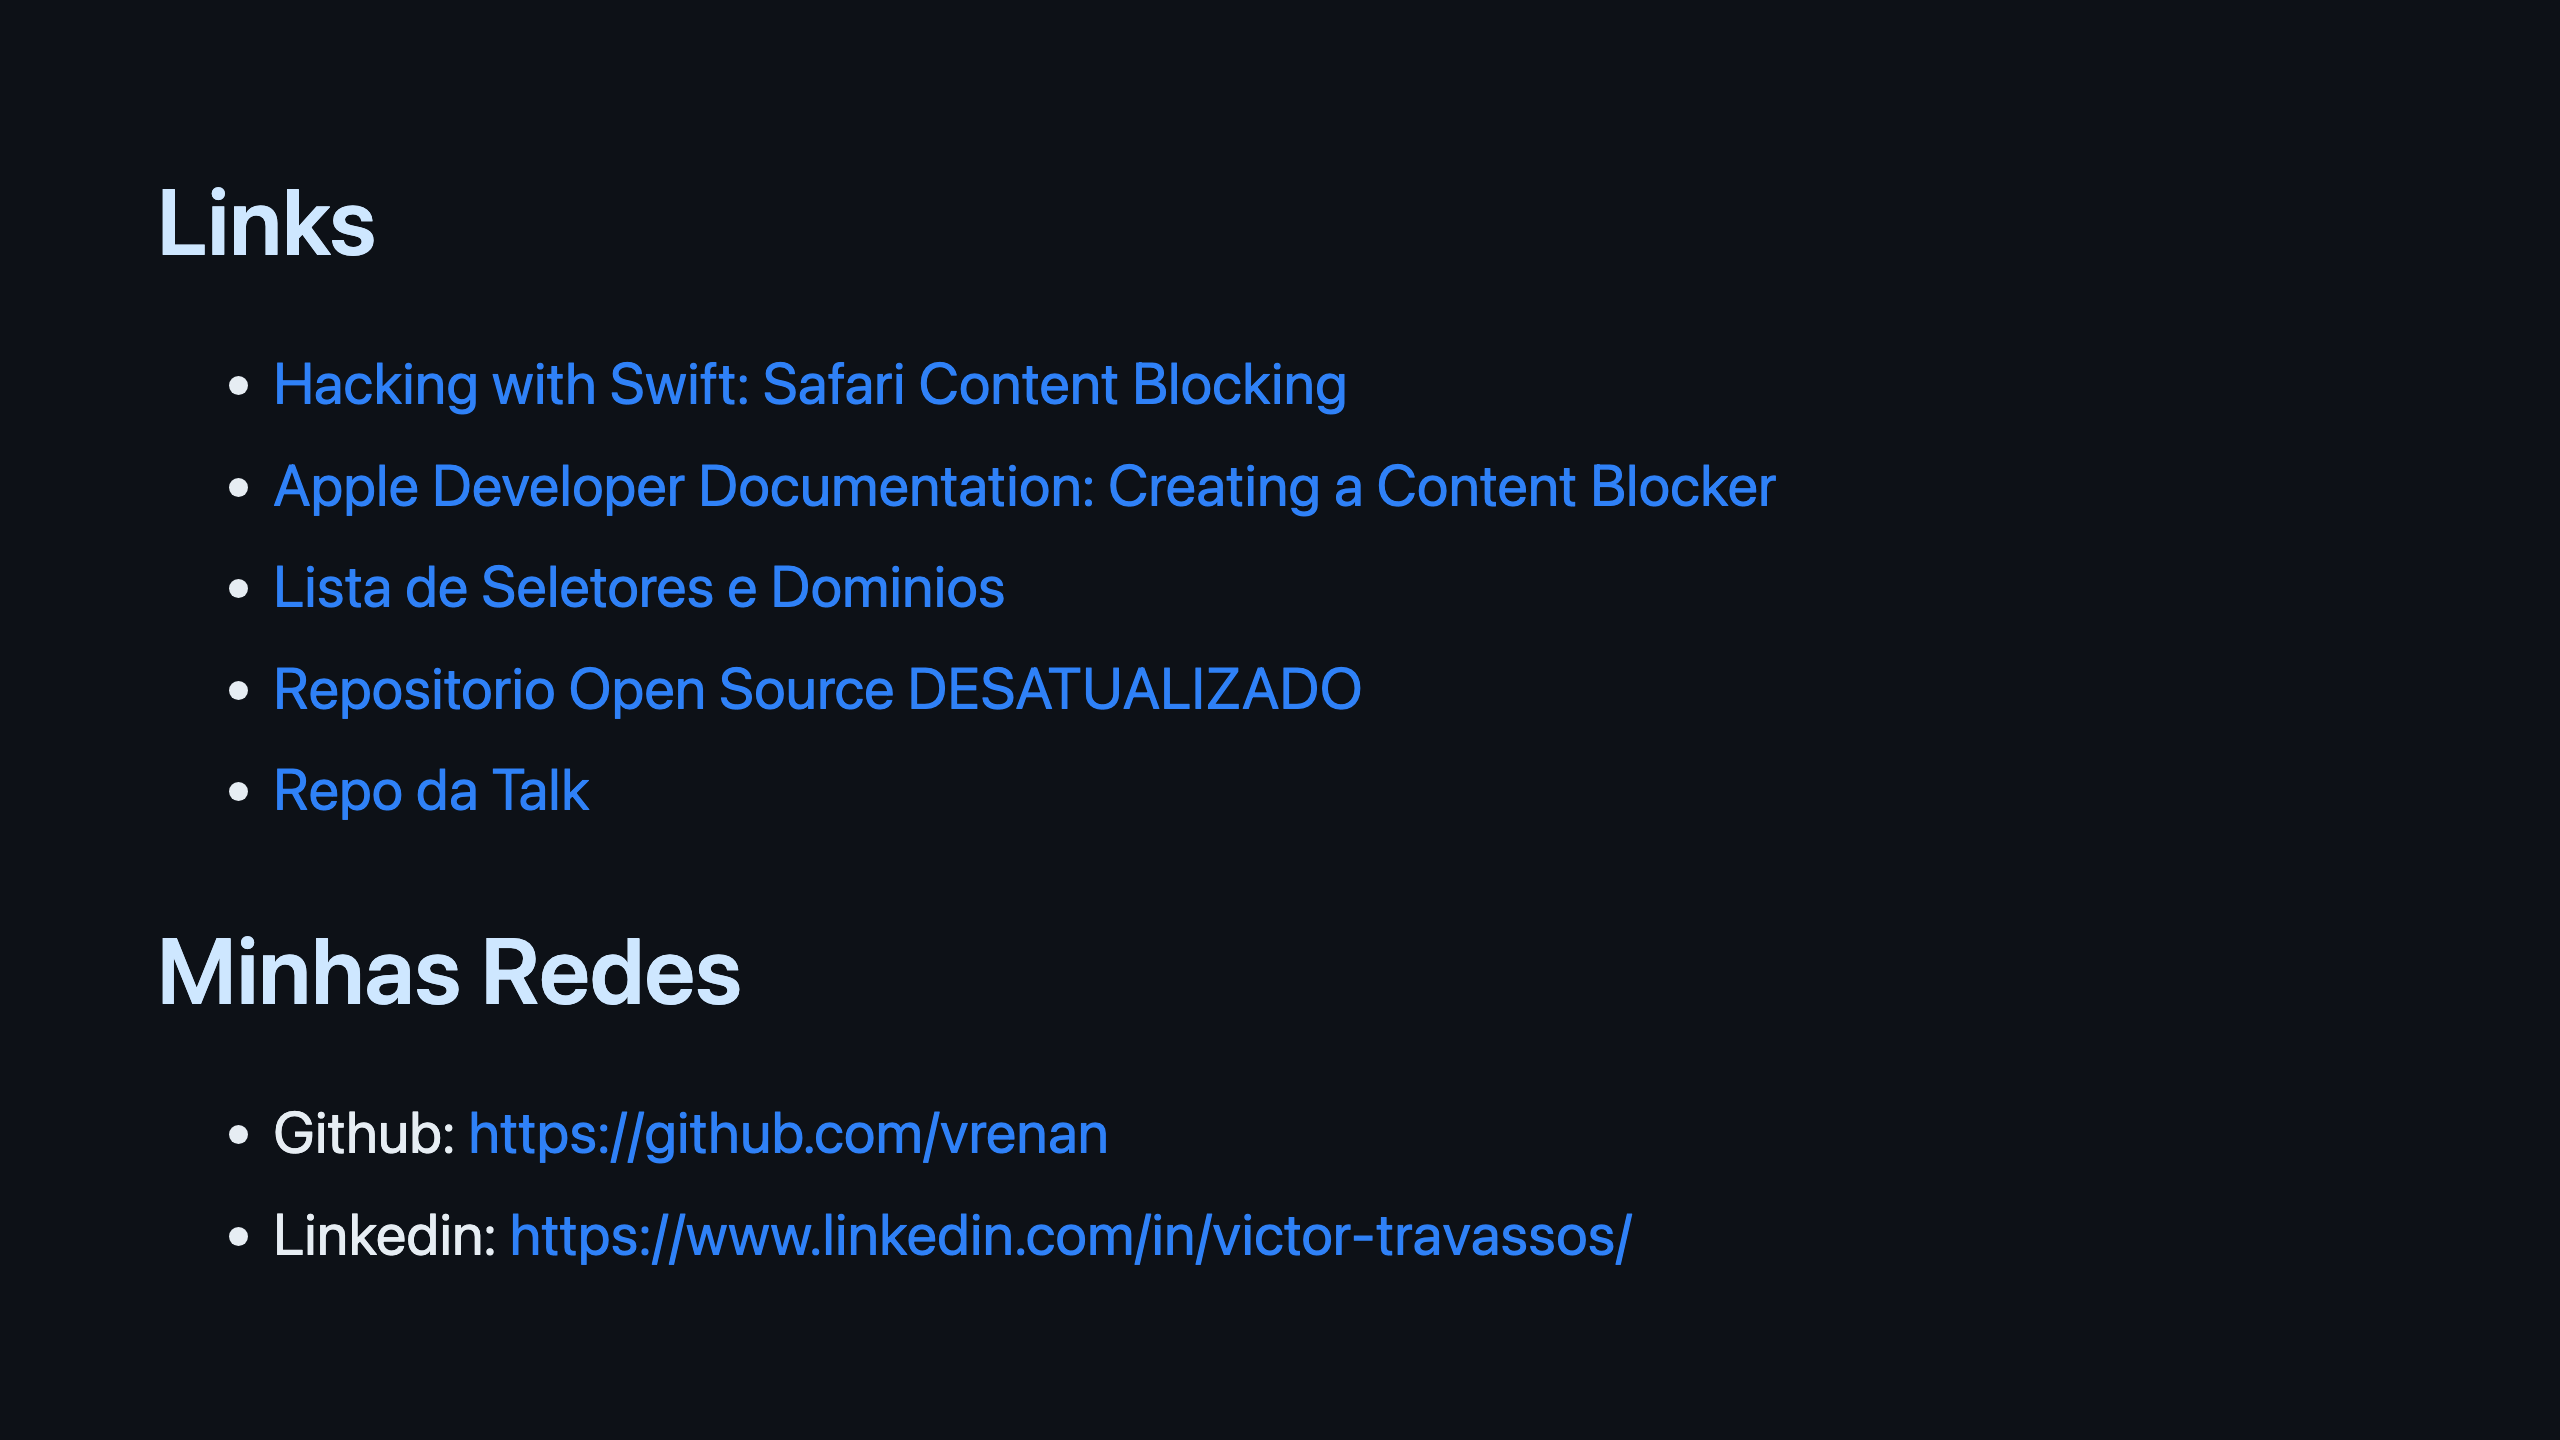 Links
Hacking with Swift: Safari Content Blocking
Apple Developer Documentation: Creating a Content Blocker
Lista de Seletores e Dominios
Repositorio Open Source DESATUALIZADO
Repo da Talk
Minhas Redes
Github: https://github.com/vrenan
Linkedin: https://www.linkedin.com/in/victor-travassos/